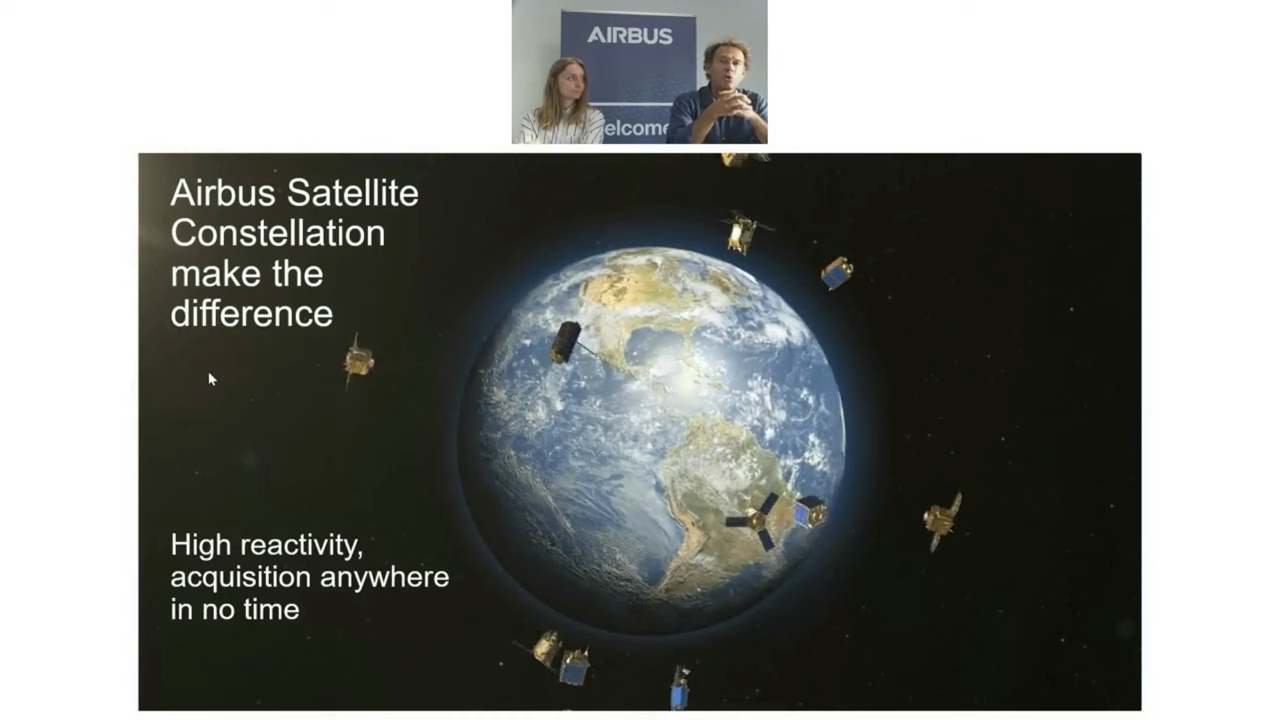 AIRBUS
elcome
Airbus Satellite
Constellation
make the
difference
High reactivity,
acquisition anywhere
in no time